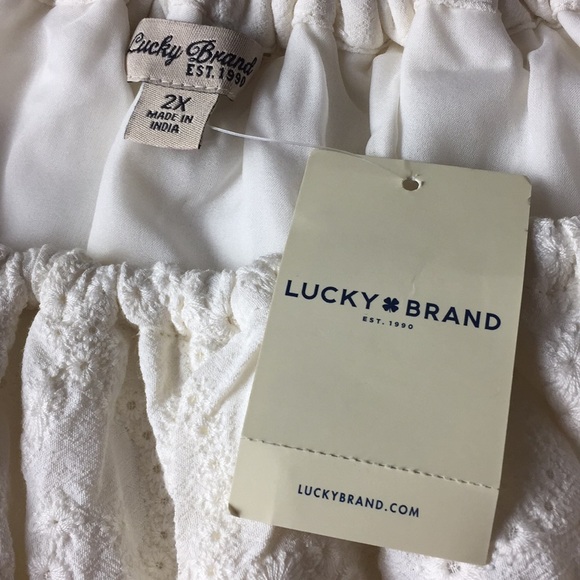 Lucky Brand
EST. 1990
2X
MADE IN
INDIA
LUCKY BRAND
EST. 1990
LUCKYBRAND.COM